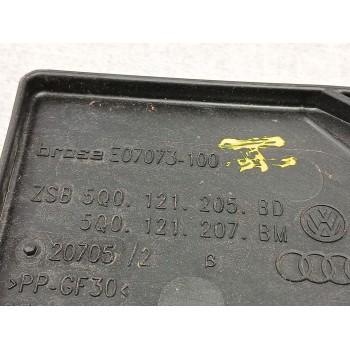 brose E07073-100
ZSB 5Q0.121.205.BD
5Q0.121.207.BM
20705/2 S
>PP-GF30<